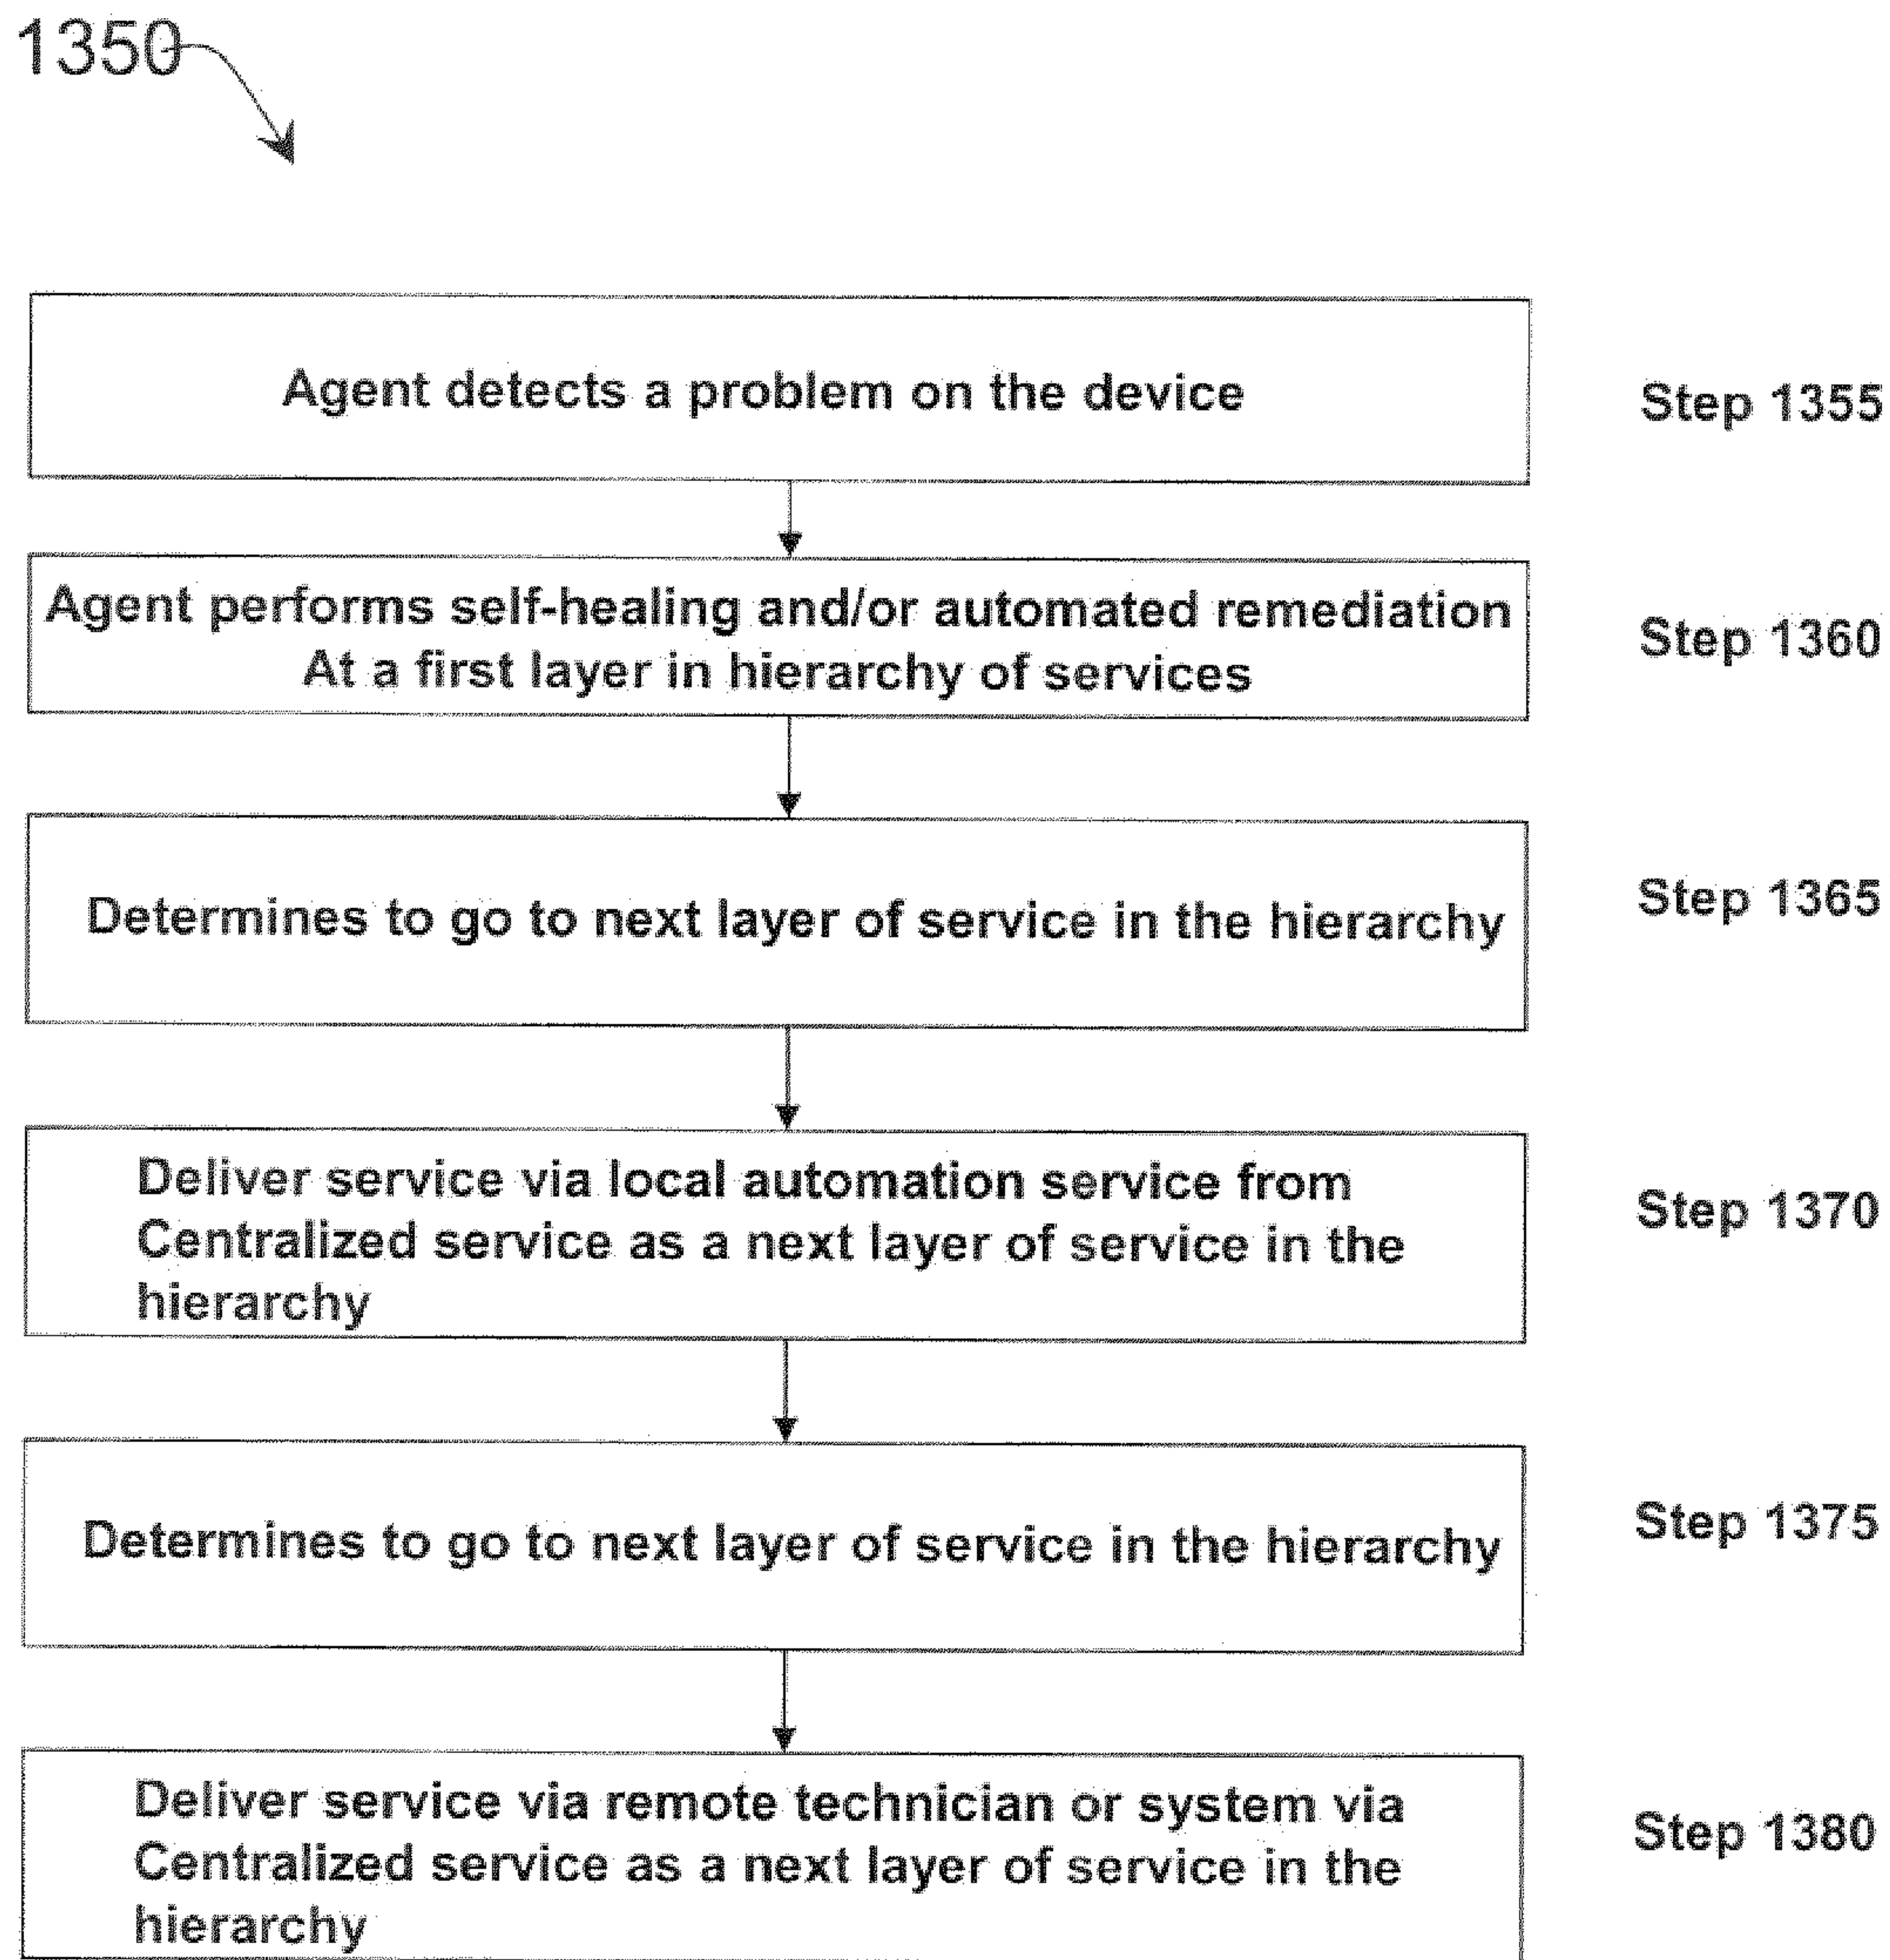 1350
Agent detects a problem on the device
Step 1355
Agent performs self-healing and/or automated remediation
At a first layer in hierarchy of services
Step 1360
Determines to go to next layer of service in the hierarchy
Step 1365
Deliver service via local automation service from
Centralized service as a next layer of service in the
hierarchy
Step 1370
Determines to go to next layer of service in the hierarchy
Step 1375
Deliver service via remote technician or system via
Centralized service as a next layer of service in the
hierarchy
Step 1380